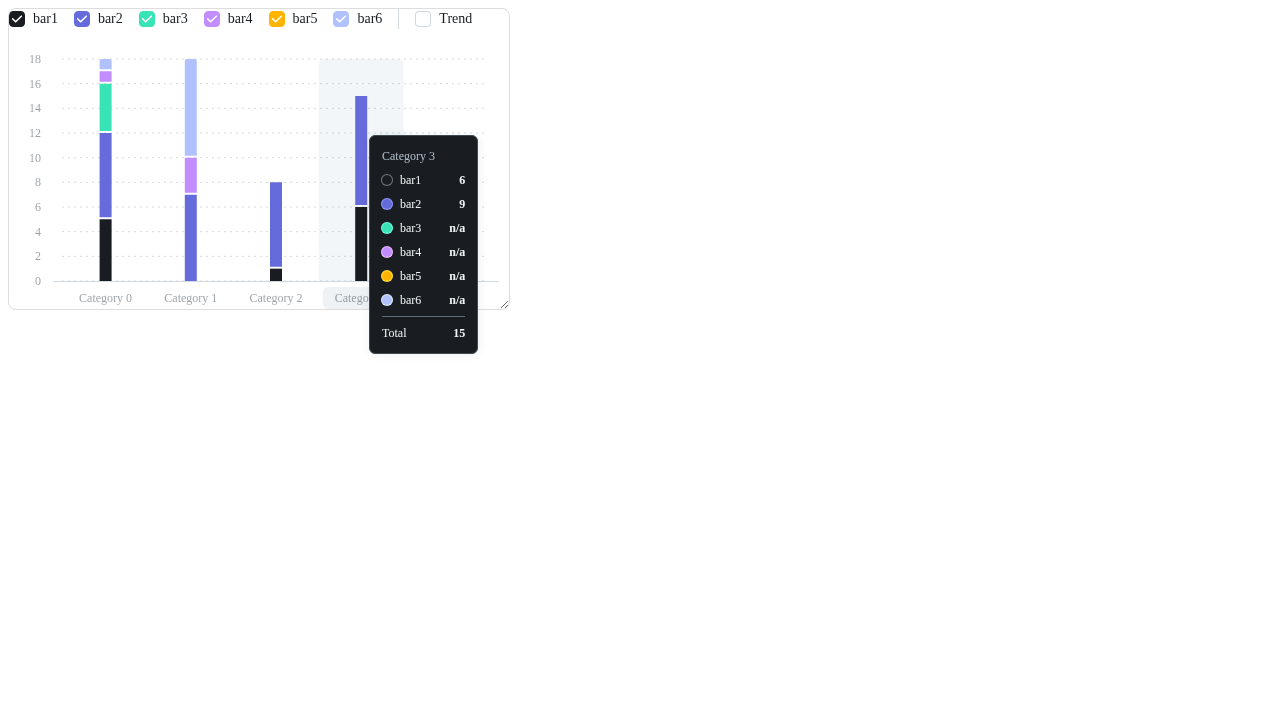 bar1 bar2 bar3 bar4 bar5 bar6 Trend
18
16
14
12
10
8
6
4
2
0
Category 0 Category 1 Category 2
Category 3
bar1 6
bar2 9
bar3 n/a
bar4 n/a
bar5 n/a
bar6 n/a
Total 15